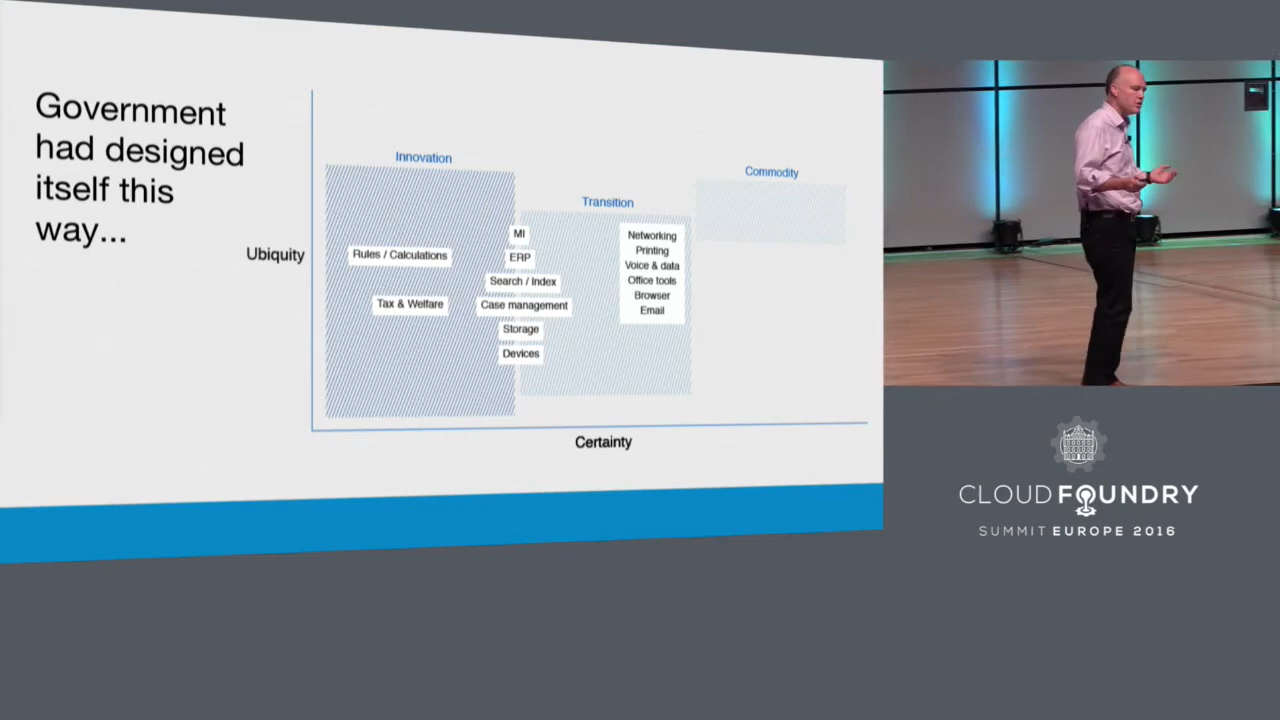 Government
had designed
itself this
way...
Innovation
Commodity
Transition
Ubiquity
MI
ERP
Rules / Calculations
Search / Index
Tax & Welfare
Case management
Storage
Devices
Networking
Printing
Voice & data
Office tools
Browser
Email
Certainty
CLOUD FOUNDRY
SUMMIT EUROPE 2016